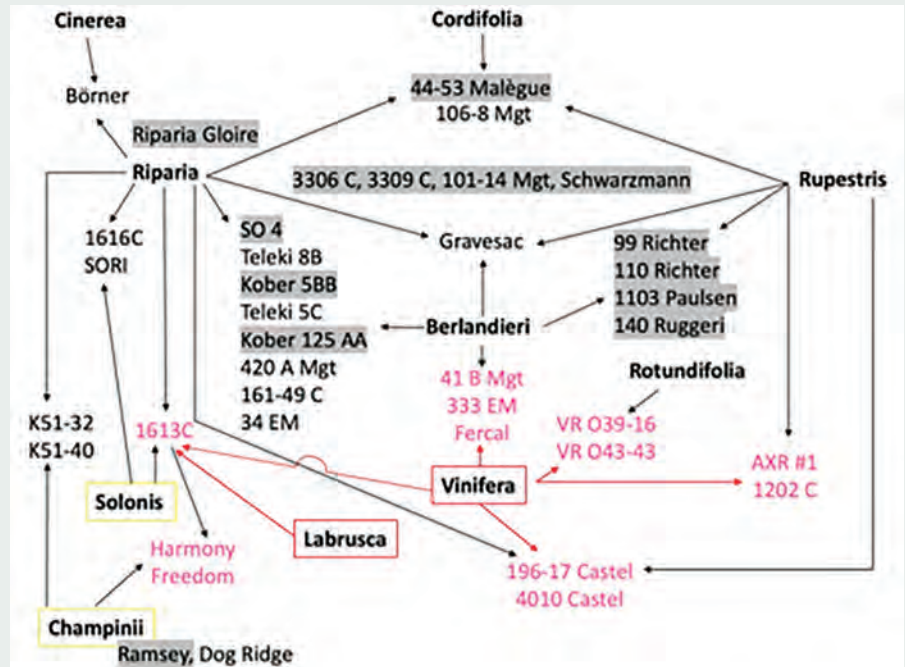 Cinerea
Cordifolia
Börner
44-53 Malègue
106-8 Mgt
Riparia Gloire
Riparia
3306 C, 3309 C, 101-14 Mgt, Schwarzmann
Rupestris
1616C
SORI
SO 4
Teleki 8B
Kober 5BB
Teleki 5C
Kober 125 AA
420 A Mgt
161-49 C
34 EM
Gravesac
99 Richter
110 Richter
1103 Paulsen
140 Ruggeri
Berlandieri
Rotundifolia
41 B Mgt
333 EM
Fercal
VR O39-16
VR O43-43
KS1-32
KS1-40
1613C
AXR #1
1202 C
Solonis
Vinifera
Labrusca
Harmony
Freedom
196-17 Castel
4010 Castel
Champinii
Ramsey, Dog Ridge